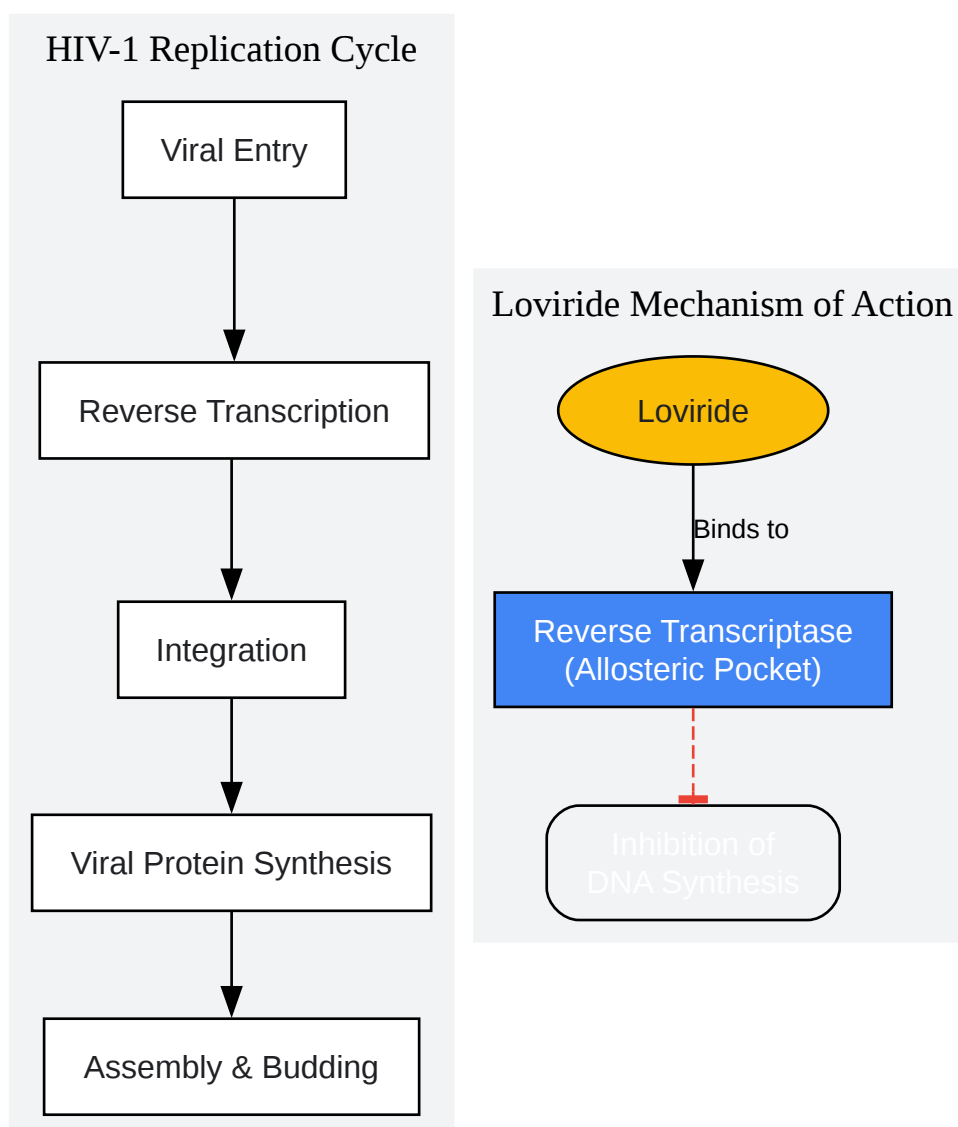 HIV-1 Replication Cycle
Viral Entry
Reverse Transcription
Integration
Viral Protein Synthesis
Assembly & Budding
Loviride Mechanism of Action
Loviride
Binds to
Reverse Transcriptase
(Allosteric Pocket)
Inhibition of
DNA Synthesis